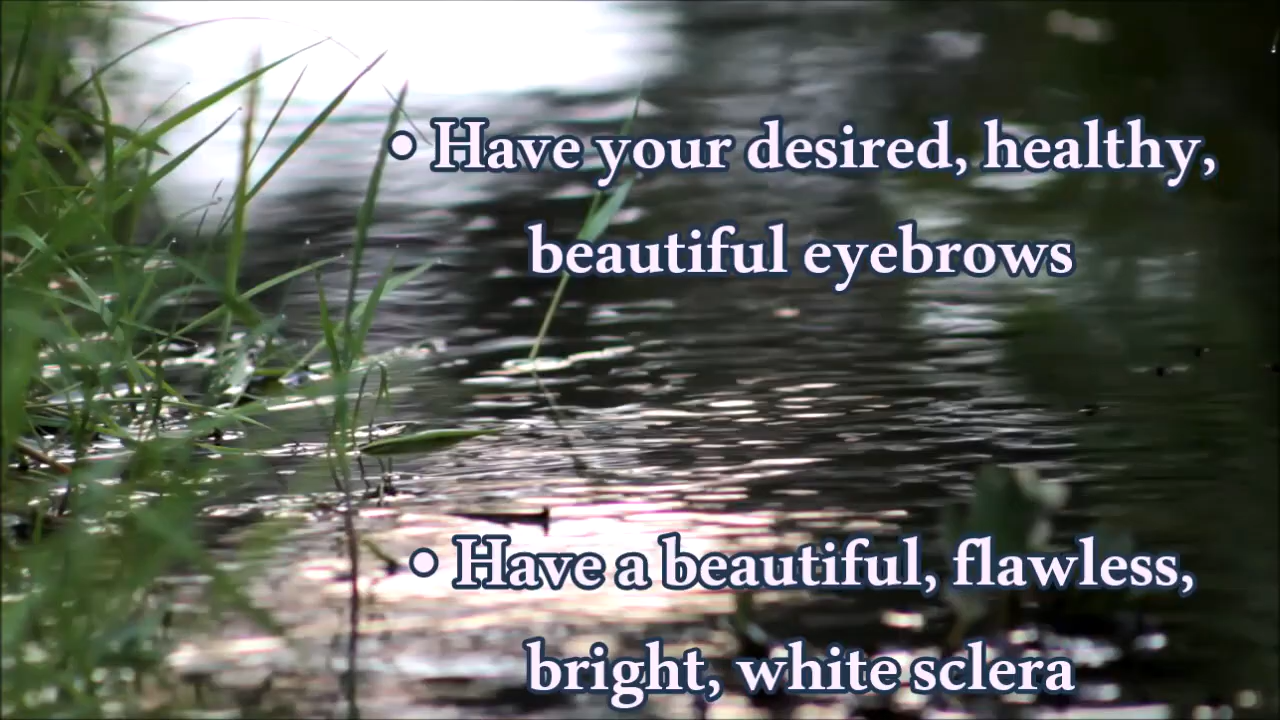 • Have your desired, healthy,
beautiful eyebrows
• Have a beautiful, flawless,
bright, white sclera